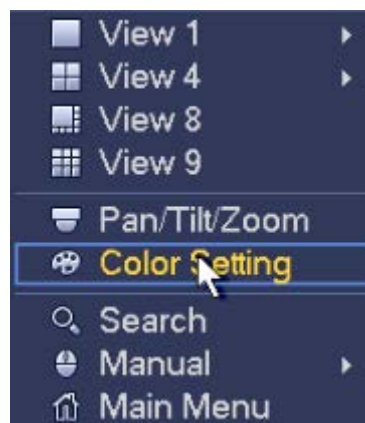 View 1
View 4
View 8
View 9
Pan/Tilt/Zoom
Color Setting
Search
Manual
Main Menu